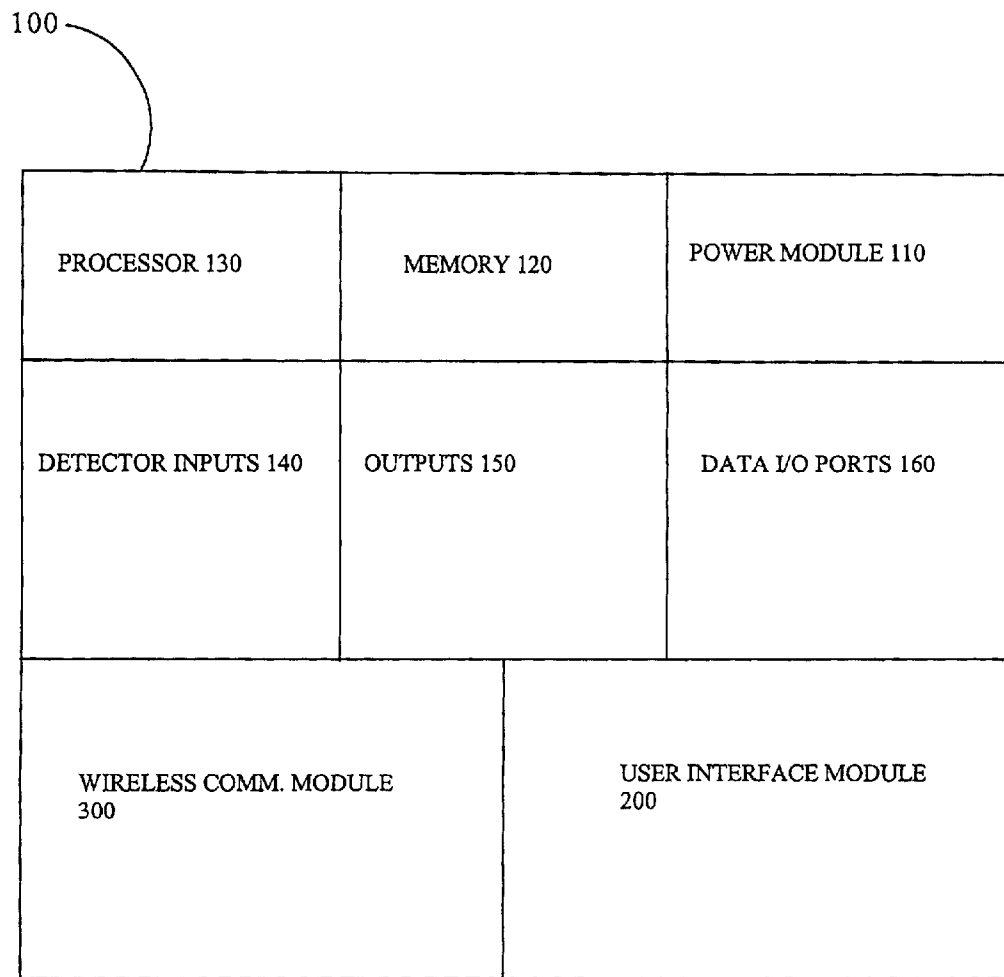 100
PROCESSOR 130
MEMORY 120
POWER MODULE 110
DETECTOR INPUTS 140
OUTPUTS 150
DATA I/O PORTS 160
WIRELESS COMM. MODULE
300
USER INTERFACE MODULE
200